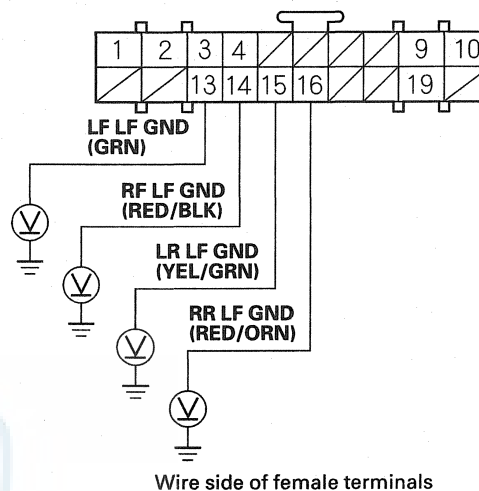 1 2 3 4 9 10
13 14 15 16 19
LF LF GND
(GRN)
RF LF GND
(RED/BLK)
LR LF GND
(YEL/GRN)
RR LF GND
(RED/ORN)
V
V
V
V
Wire side of female terminals